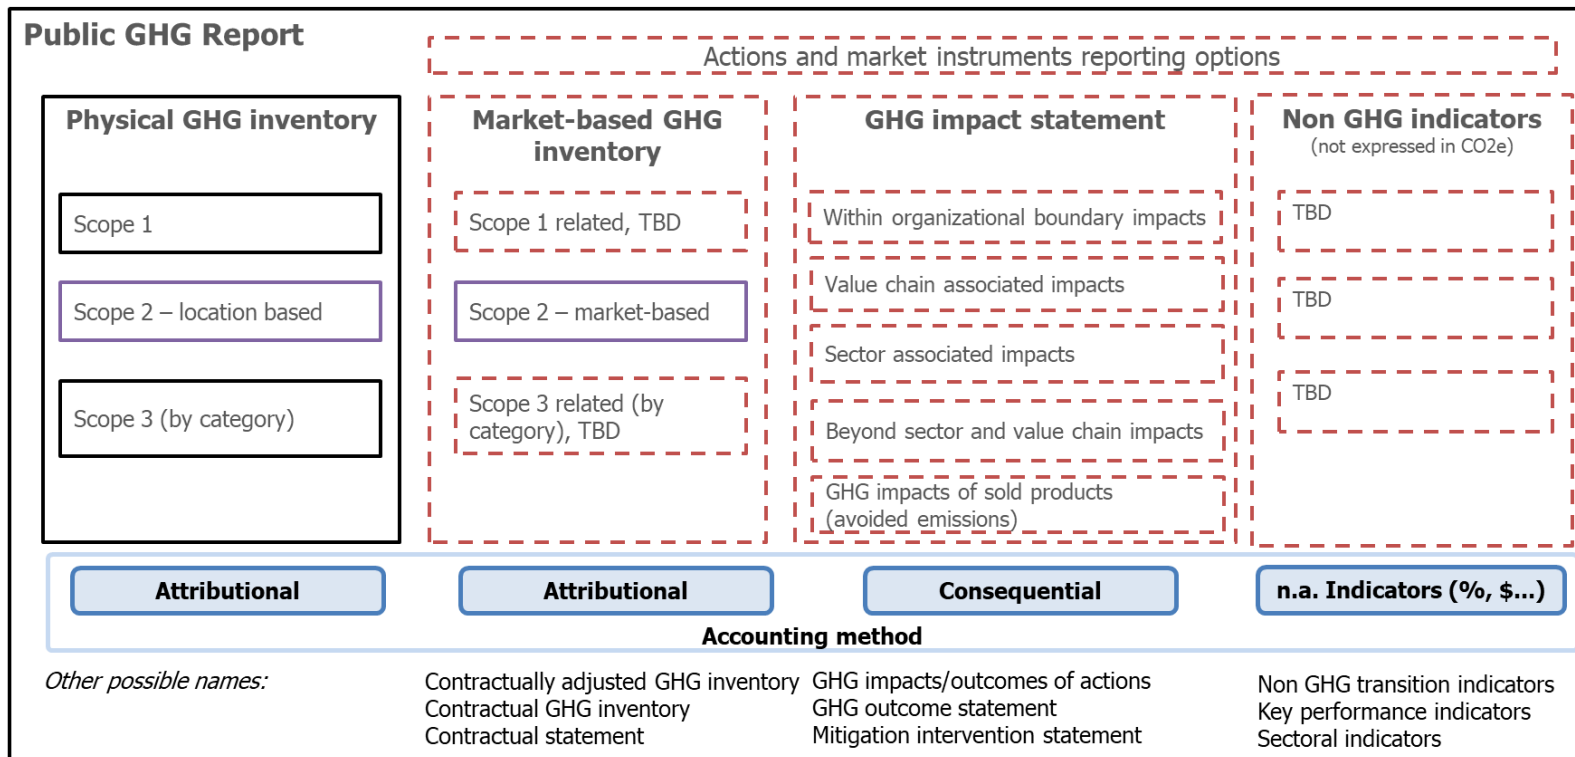 Public GHG Report
Actions and market instruments reporting options
Physical GHG inventory
Scope 1
Scope 2 – location based
Scope 3 (by category)
Market-based GHG
inventory
Scope 1 related, TBD
Scope 2 – market-based
Scope 3 related (by
category), TBD
GHG impact statement
Within organizational boundary impacts
Value chain associated impacts
Sector associated impacts
Beyond sector and value chain impacts
GHG impacts of sold products
(avoided emissions)
Non GHG indicators
(not expressed in CO2e)
TBD
TBD
TBD
Attributional
Attributional
Consequential
n.a. Indicators (%, $...)
Accounting method
Other possible names:
Contractually adjusted GHG inventory
Contractual GHG inventory
Contractual statement
GHG impacts/outcomes of actions
GHG outcome statement
Mitigation intervention statement
Non GHG transition indicators
Key performance indicators
Sectoral indicators